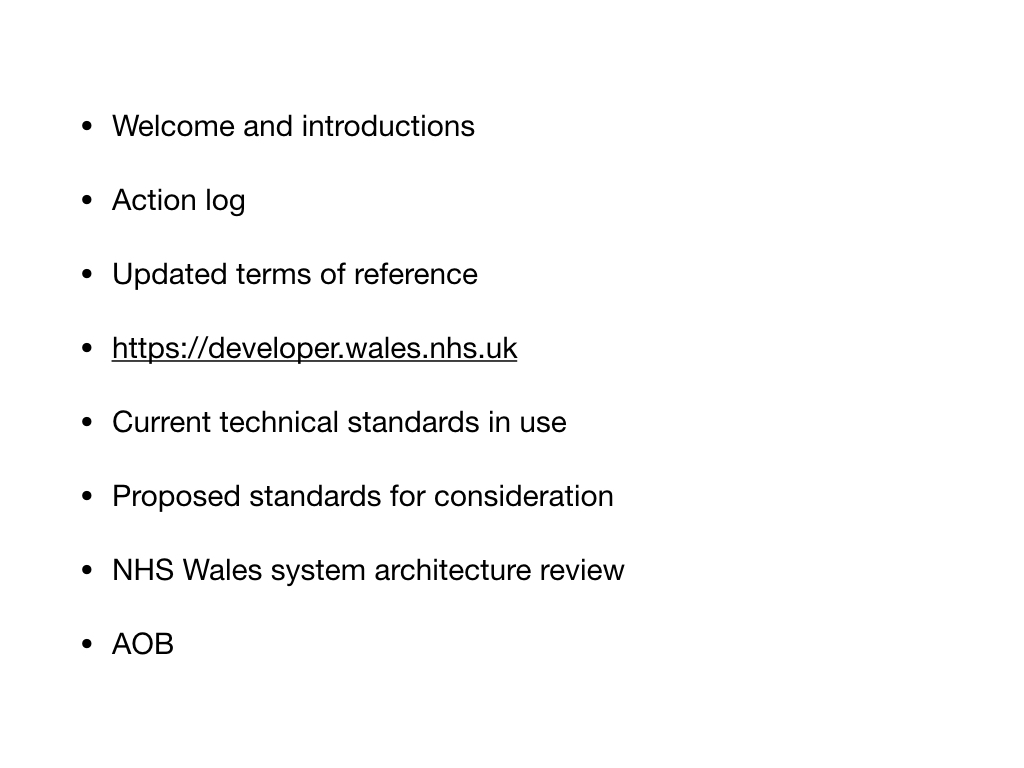 • Welcome and introductions
• Action log
• Updated terms of reference
• https://developer.wales.nhs.uk
• Current technical standards in use
• Proposed standards for consideration
• NHS Wales system architecture review
• AOB